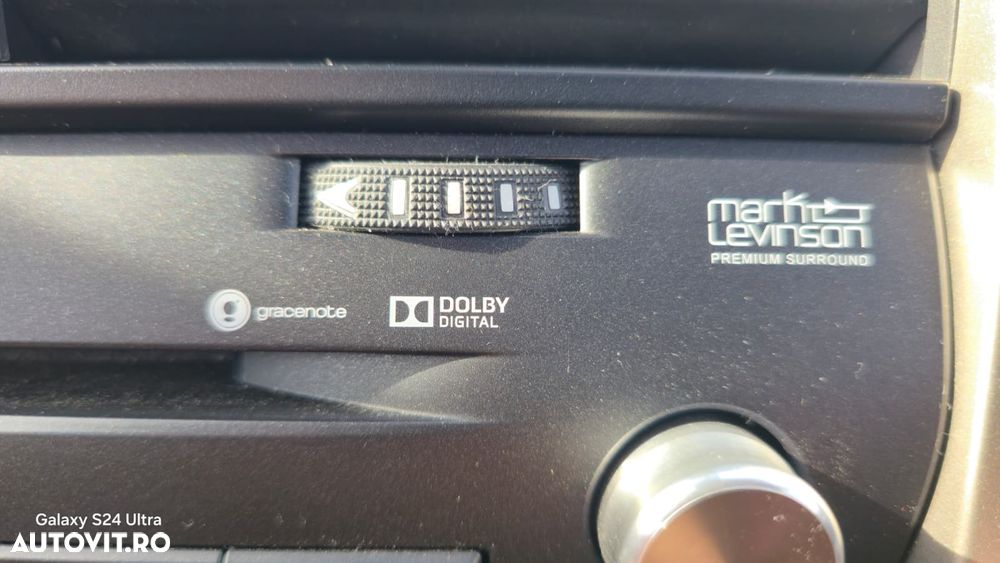 mark
Levinson
PREMIUM SURROUND
gracenote
DOLBY
DIGITAL
Galaxy S24 Ultra
AUTOVIT.RO